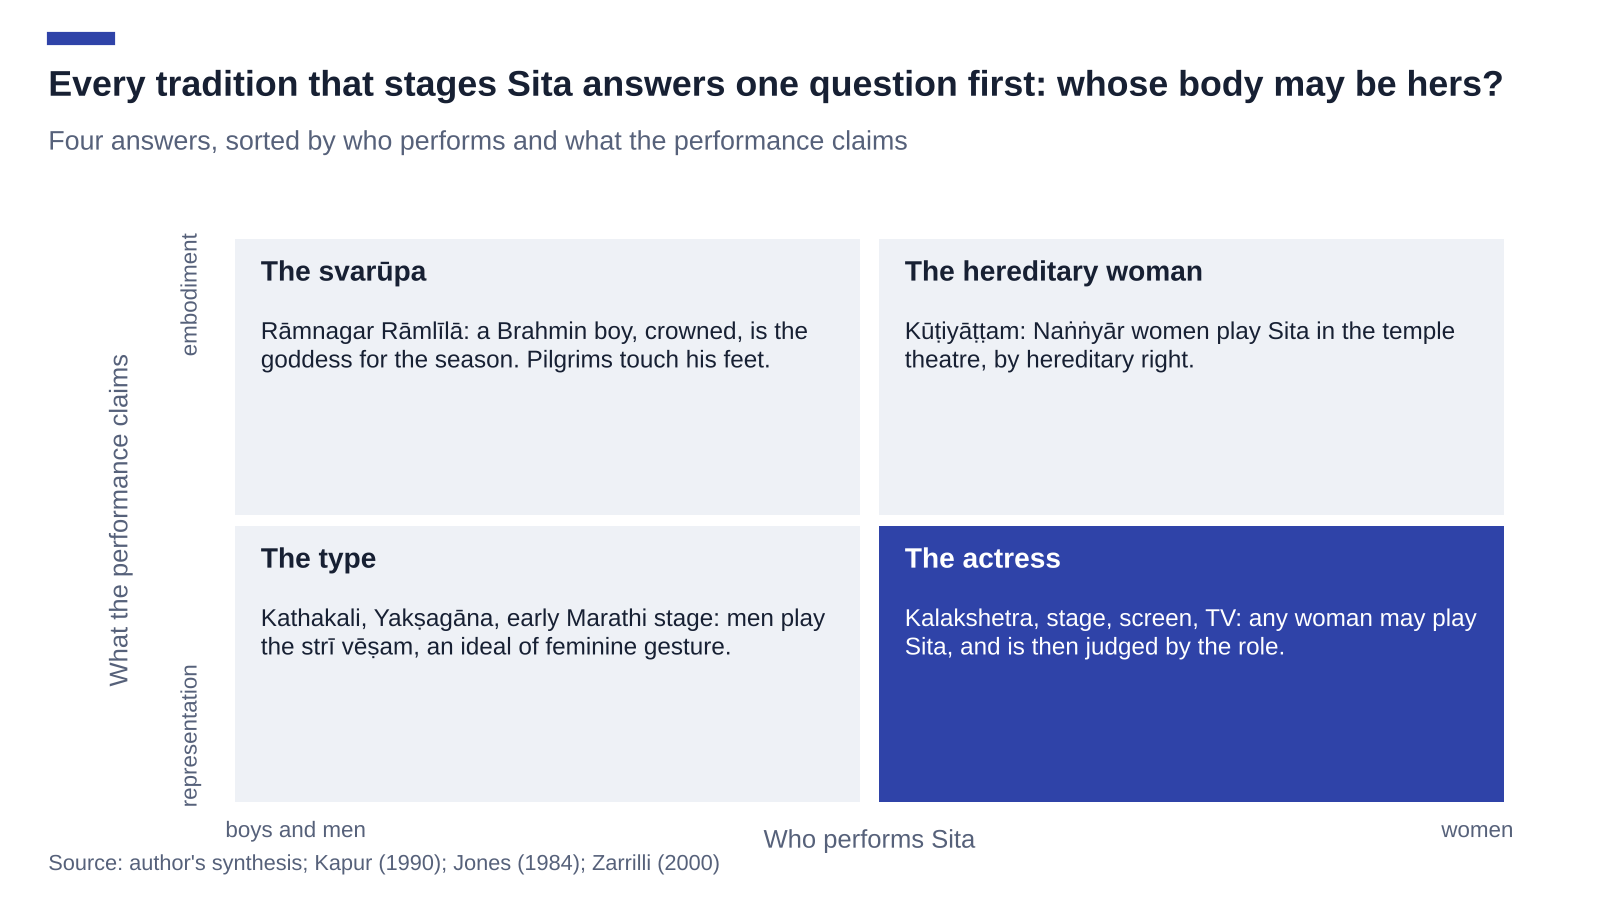 Every tradition that stages Sita answers one question first: whose body may be hers?
Four answers, sorted by who performs and what the performance claims
What the performance claims
embodiment
representation
The svarūpa
Rāmnagar Rāmlīlā: a Brahmin boy, crowned, is the
goddess for the season. Pilgrims touch his feet.
The hereditary woman
Kūṭiyāṭṭam: Naṅṅyār women play Sita in the temple
theatre, by hereditary right.
The type
Kathakali, Yakṣagāna, early Marathi stage: men play
the strī vēṣam, an ideal of feminine gesture.
The actress
Kalakshetra, stage, screen, TV: any woman may play
Sita, and is then judged by the role.
boys and men
Who performs Sita
women
Source: author's synthesis; Kapur (1990); Jones (1984); Zarrilli (2000)